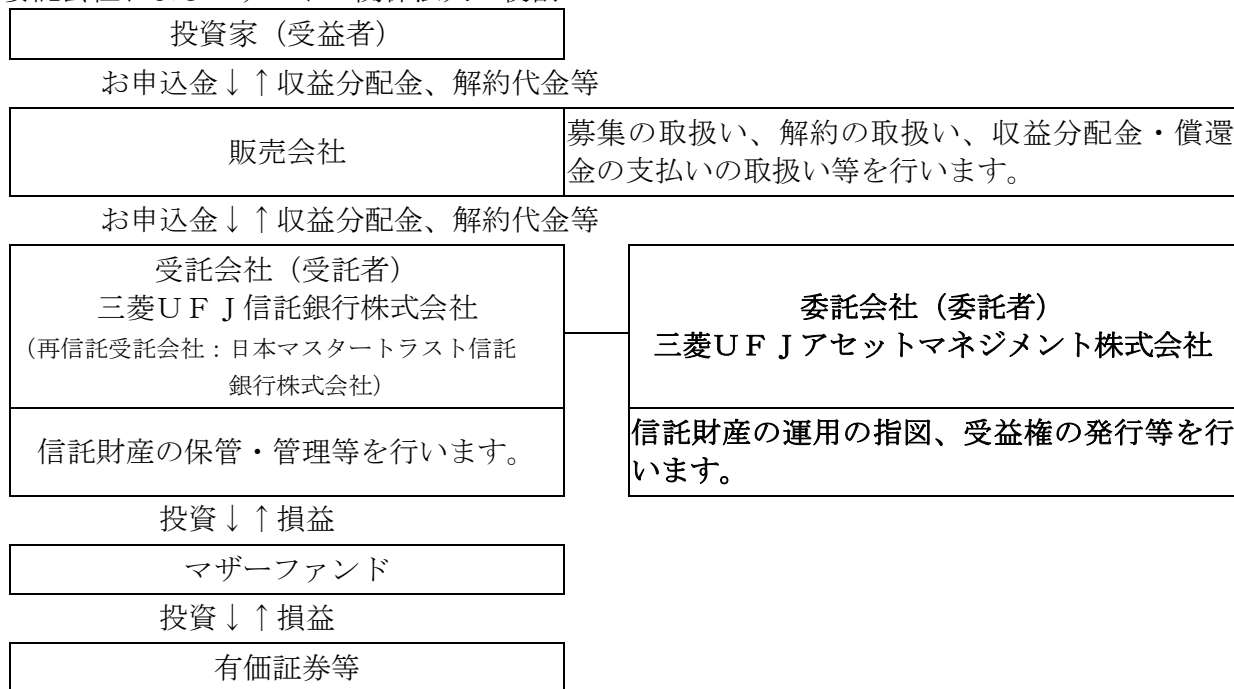 投資家（受益者）
お申込金↓↑収益分配金、解約代金等
販売会社
募集の取扱い、解約の取扱い、収益分配金・償還
金の支払いの取扱い等を行います。
お申込金↓↑収益分配金、解約代金等
受託会社（受託者）
三菱ＵＦＪ信託銀行株式会社
（再信託受託会社：日本マスタートラスト信託
銀行株式会社）
信託財産の保管・管理等を行います。
委託会社（委託者）
三菱ＵＦＪアセットマネジメント株式会社
信託財産の運用の指図、受益権の発行等を行
います。
投資↓↑損益
マザーファンド
投資↓↑損益
有価証券等